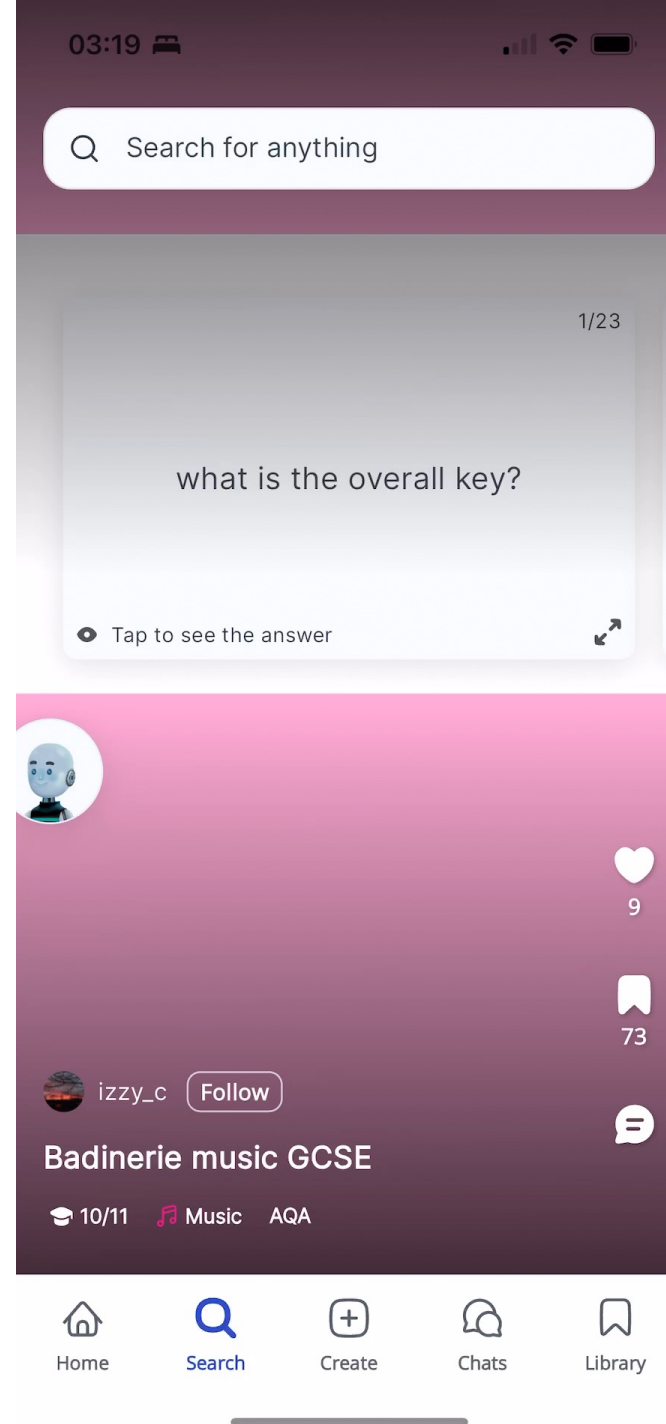 03:19
Search for anything
1/23
what is the overall key?
Tap to see the answer
9
73
izzy_c Follow
Badinerie music GCSE
10/11 Music AQA
Home Search Create Chats Library